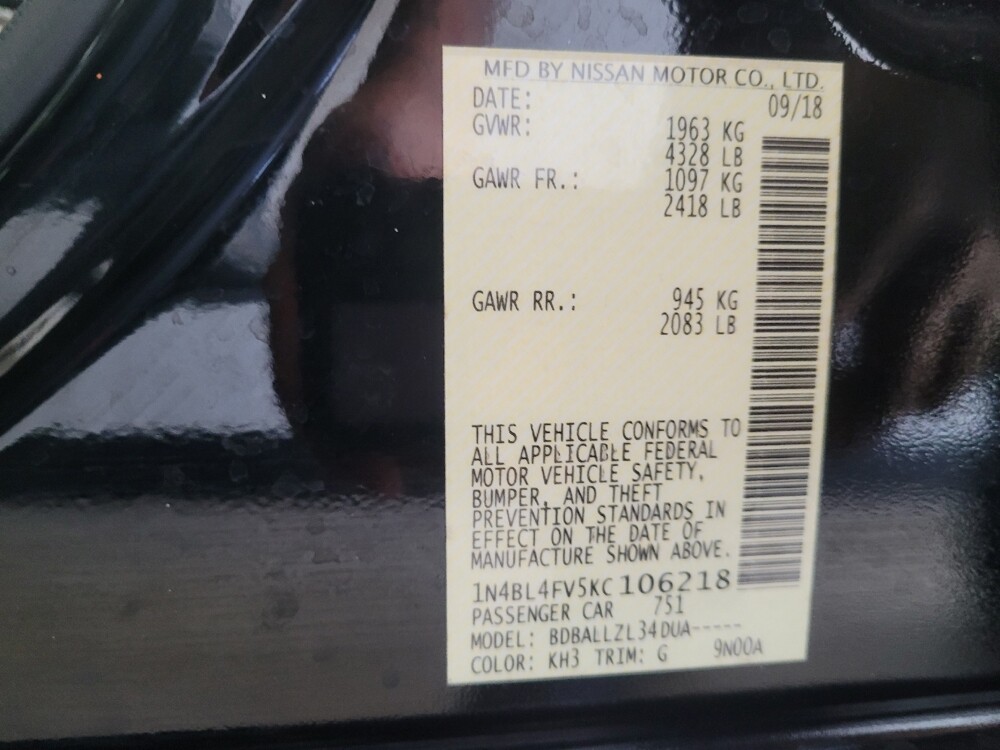 MFD BY NISSAN MOTOR CO., LTD.
DATE: 09/18
GVWR: 1963 KG
4328 LB
GAWR FR.: 1097 KG
2418 LB
GAWR RR.: 945 KG
2083 LB
THIS VEHICLE CONFORMS TO
ALL APPLICABLE FEDERAL
MOTOR VEHICLE SAFETY,
BUMPER, AND THEFT
PREVENTION STANDARDS IN
EFFECT ON THE DATE OF
MANUFACTURE SHOWN ABOVE.
1N4BL4FV5KC106218
PASSENGER CAR 751
MODEL: BDBALLZL34DUA-----
COLOR: KH3 TRIM: G 9N00A